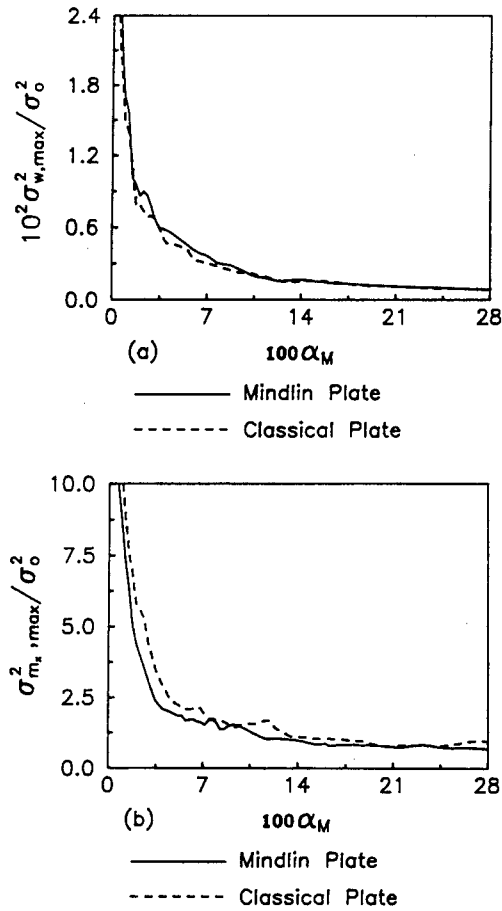 2.4
1.8
1.2
0.6
0.0
10²σ²w,max/σ²o
0 7 14 21 28
(a) 100αM
Mindlin Plate
Classical Plate
10.0
7.5
5.0
2.5
0.0
σ²mx,max/σ²o
0 7 14 21 28
(b) 100αM
Mindlin Plate
Classical Plate